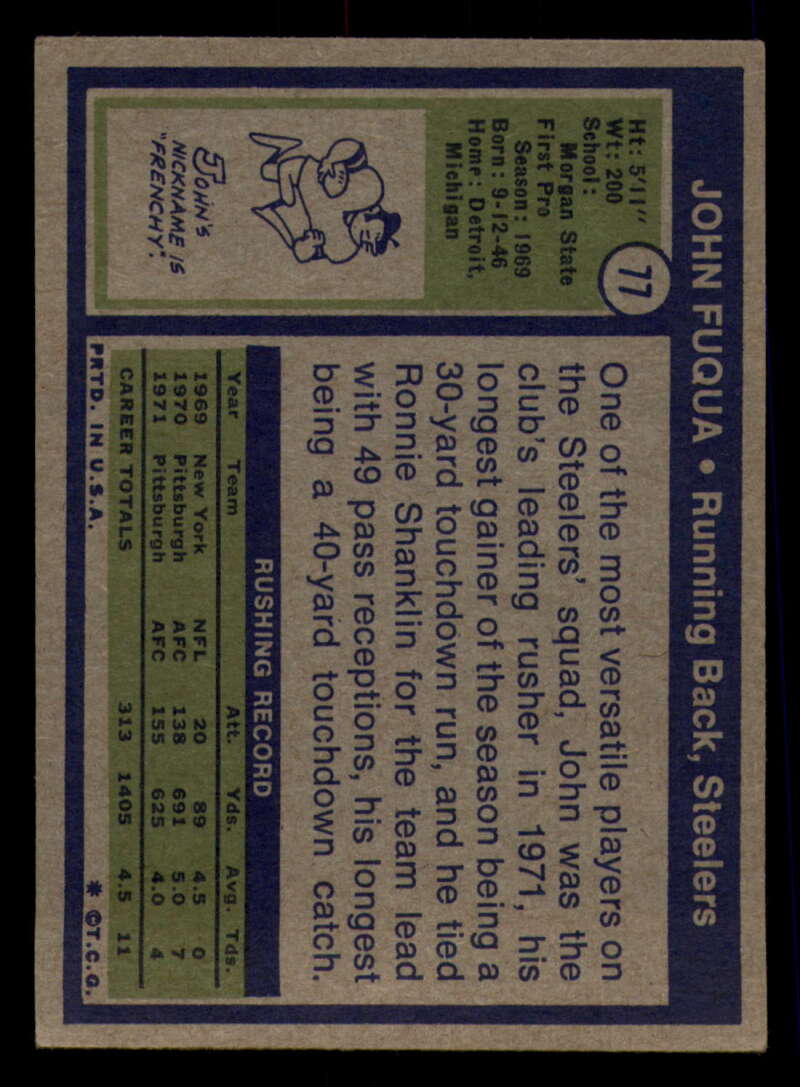 JOHN FUQUA • Running Back, Steelers
77
Ht: 5'11"
Wt: 200
School:
Morgan State
First Pro
Season: 1969
Born: 9-12-46
Home: Detroit,
Michigan
JOHN'S
NICKNAME IS
"FRENCHY".
One of the most versatile players on
the Steelers' squad, John was the
club's leading rusher in 1971, his
longest gainer of the season being a
30-yard touchdown run, and he tied
Ronnie Shanklin for the team lead
with 49 pass receptions, his longest
being a 40-yard touchdown catch.
RUSHING RECORD
Year Team Att. Yds. Avg. Tds.
1969 New York NFL 20 89 4.5 0
1970 Pittsburgh AFC 138 691 5.0 7
1971 Pittsburgh AFC 155 625 4.0 4
CAREER TOTALS 313 1405 4.5 11
PRTD. IN U.S.A. * ©T.C.G.